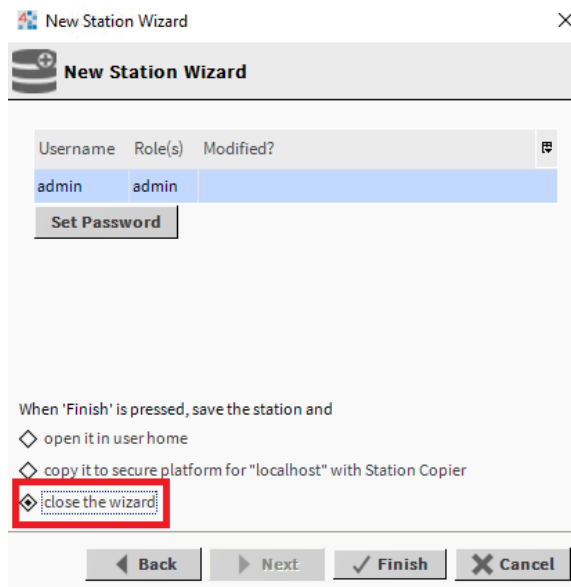 New Station Wizard
New Station Wizard
Username Role(s) Modified?
admin admin
Set Password
When 'Finish' is pressed, save the station and
open it in user home
copy it to secure platform for "localhost" with Station Copier
close the wizard
Back Next Finish Cancel